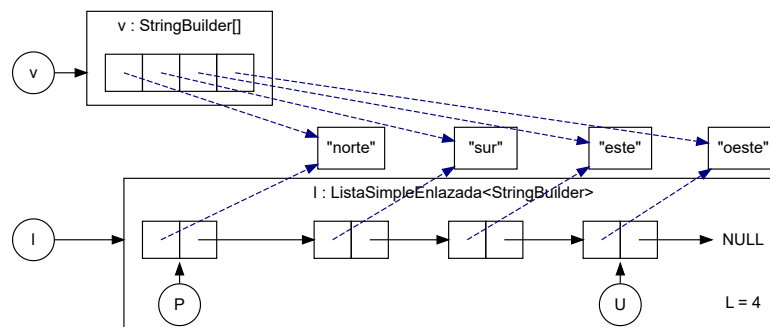 v : StringBuilder[]
v
"norte" "sur" "este" "oeste"
l : ListaSimpleEnlazada<StringBuilder>
l
NULL
P
U
L = 4